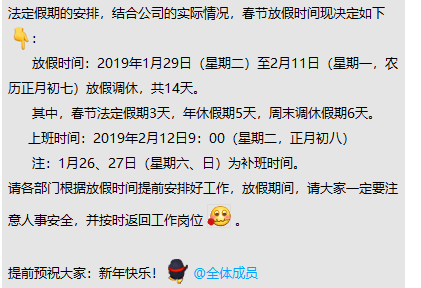 法定假期的安排，结合公司的实际情况，春节放假时间现决定如下
👇：
放假时间：2019年1月29日（星期二）至2月11日（星期一，农
历正月初七）放假调休，共14天。
其中，春节法定假期3天，年休假期5天，周末调休假期6天。
上班时间：2019年2月12日9：00（星期二，正月初八）
注：1月26、27日（星期六、日）为补班时间。
请各部门根据放假时间提前安排好工作，放假期间，请大家一定要注
意人事安全，并按时返回工作岗位。
提前预祝大家：新年快乐！ @全体成员